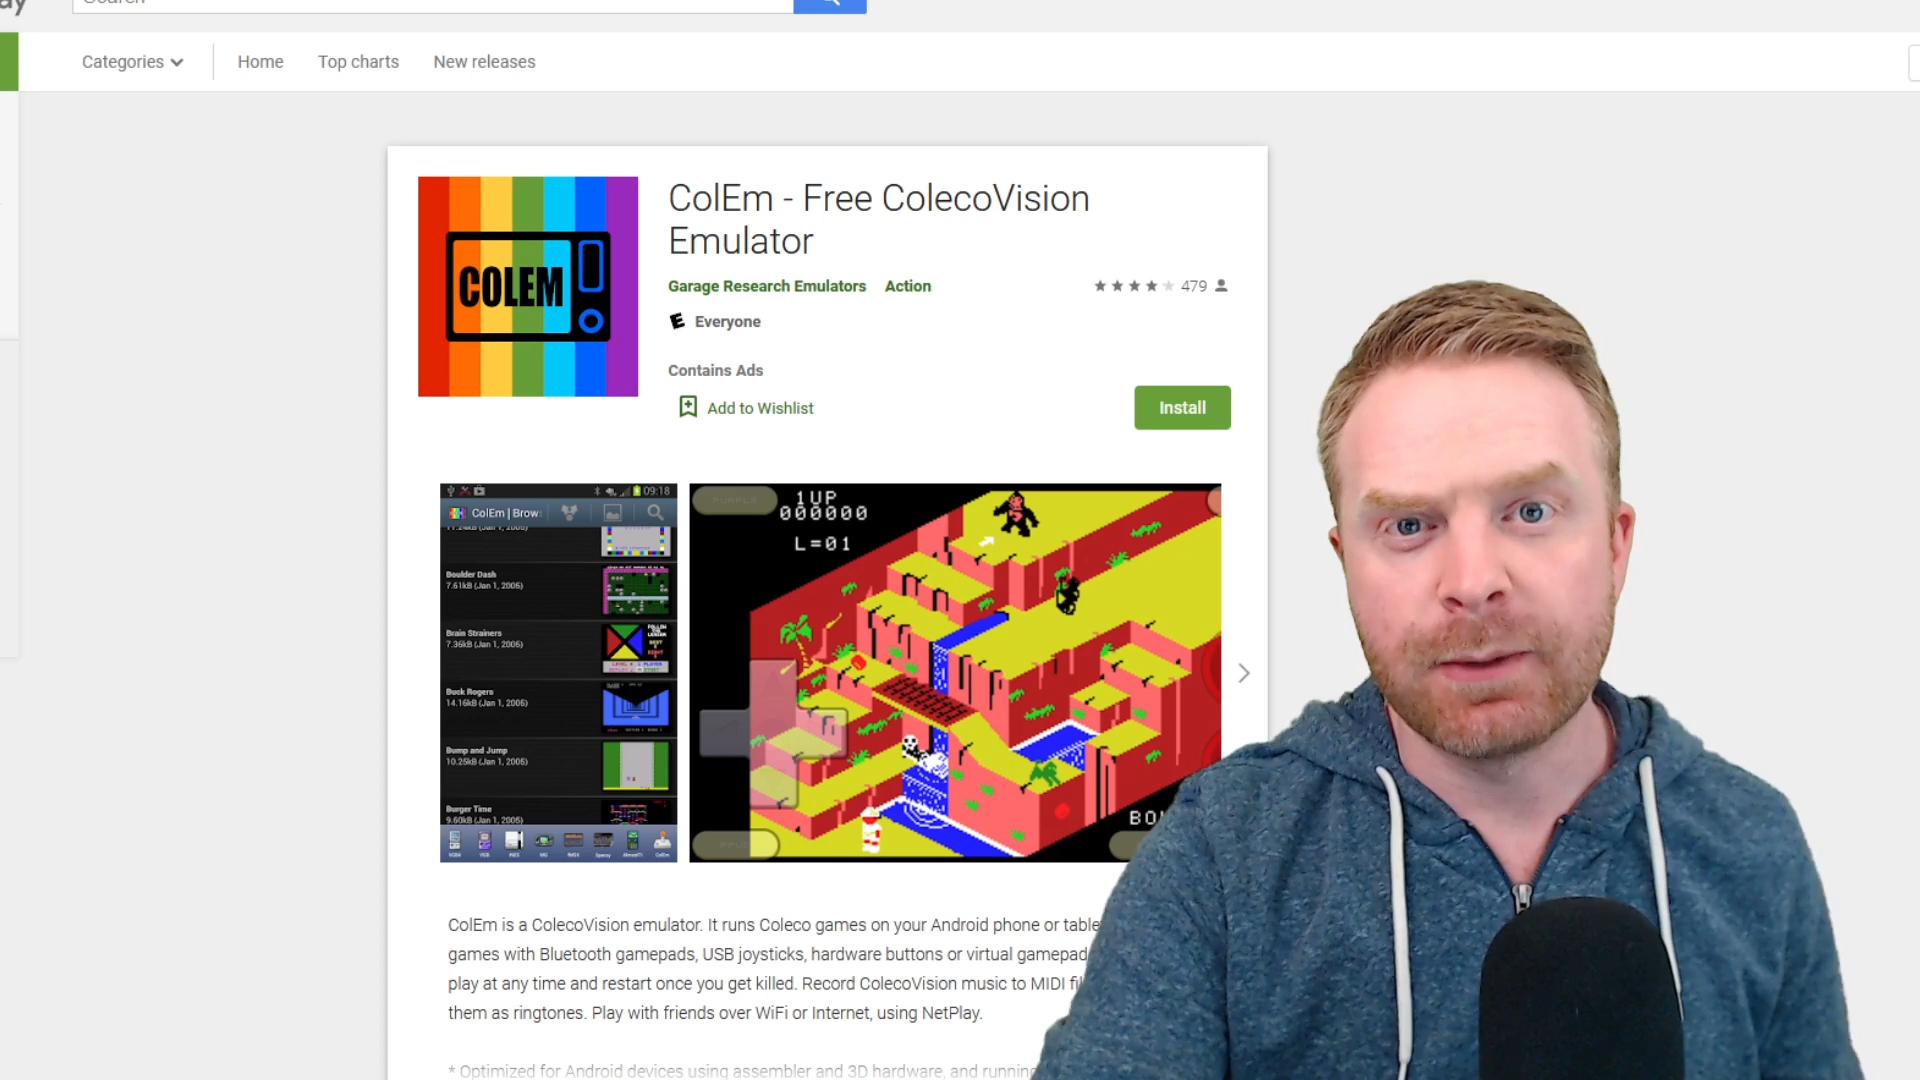 Categories Home Top charts New releases
ColEm - Free ColecoVision
Emulator
Garage Research Emulators Action
479
Everyone
Contains Ads
Add to Wishlist
Install
COLEM
09:18
ColEm | Brow
Boulder Dash
7.61kB (Jan 1, 2005)
Brain Strainers
7.36kB (Jan 1, 2005)
Buck Rogers
14.16kB (Jan 1, 2005)
Bump and Jump
10.25kB (Jan 1, 2005)
Burger Time
9.60kB (Jan 1, 2005)
1UP
000000
L=01
ColEm is a ColecoVision emulator. It runs Coleco games on your Android phone or table
games with Bluetooth gamepads, USB joysticks, hardware buttons or virtual gamepad
play at any time and restart once you get killed. Record ColecoVision music to MIDI fi
them as ringtones. Play with friends over WiFi or Internet, using NetPlay.
* Optimized for Android devices using assembler and 3D hardware, and running